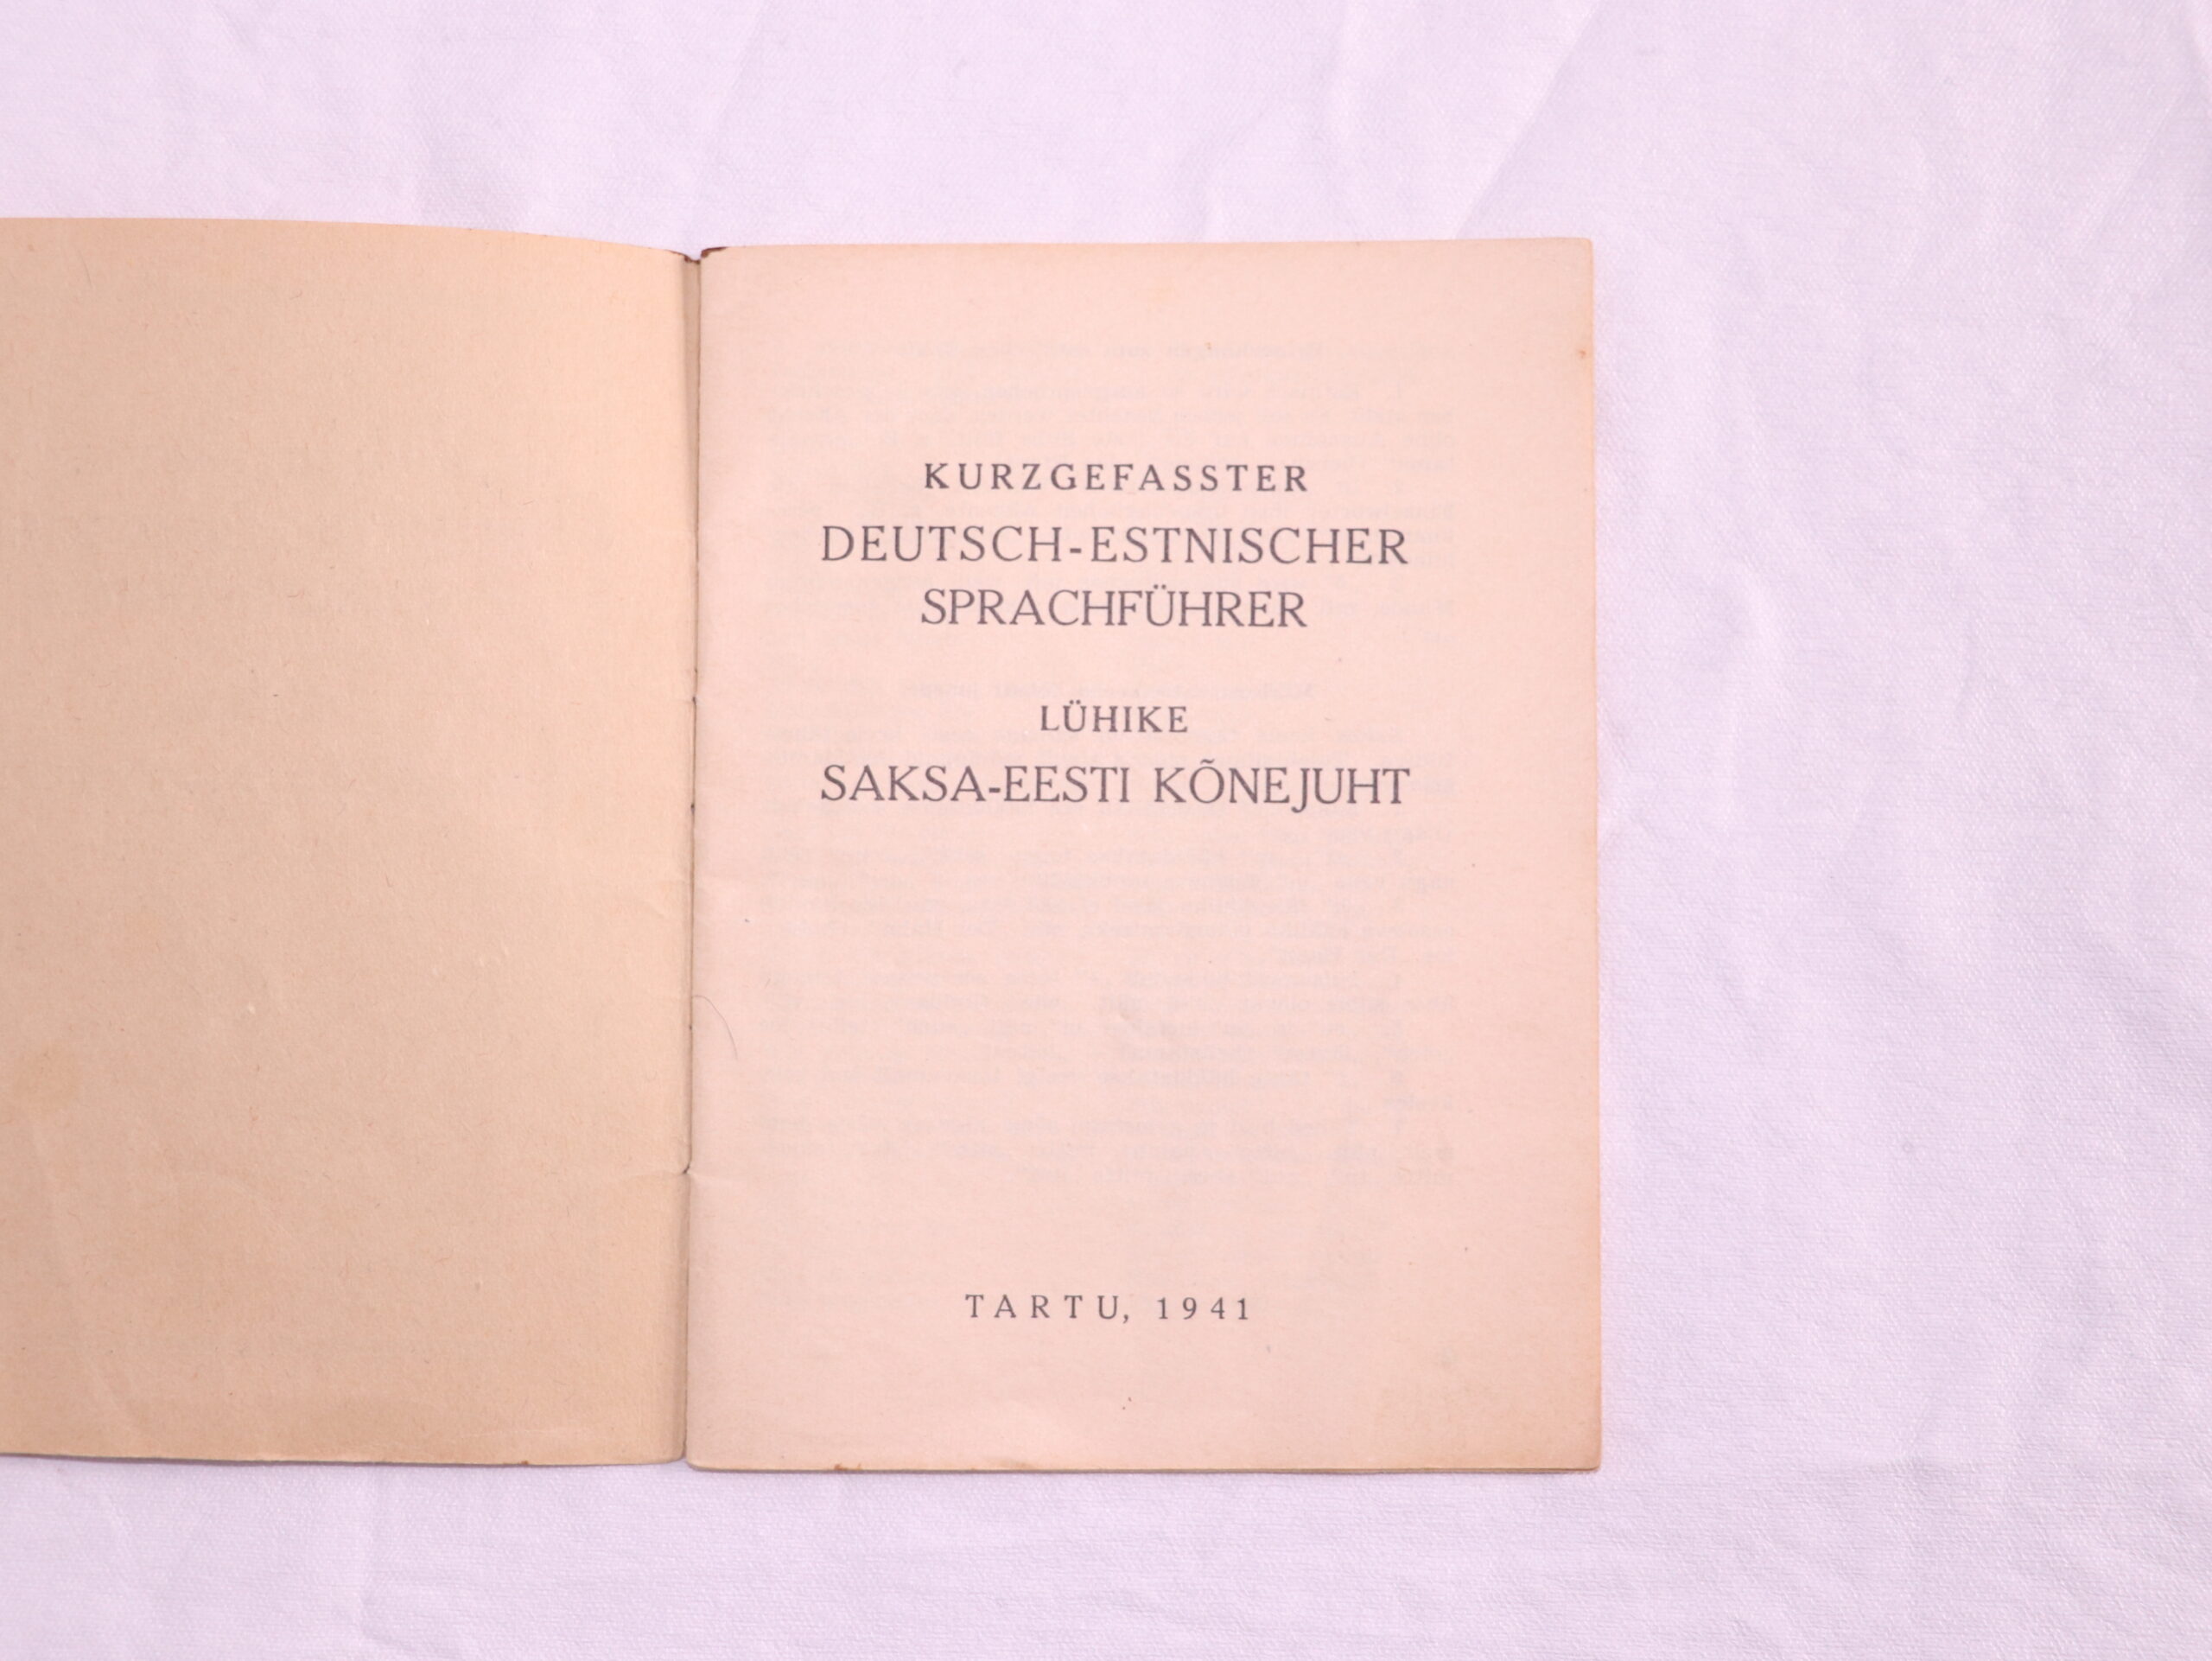 KURZGEFASSTER
DEUTSCH-ESTNISCHER
SPRACHFÜHRER
LÜHIKE
SAKSA-EESTI KÕNEJUHT
TARTU, 1941